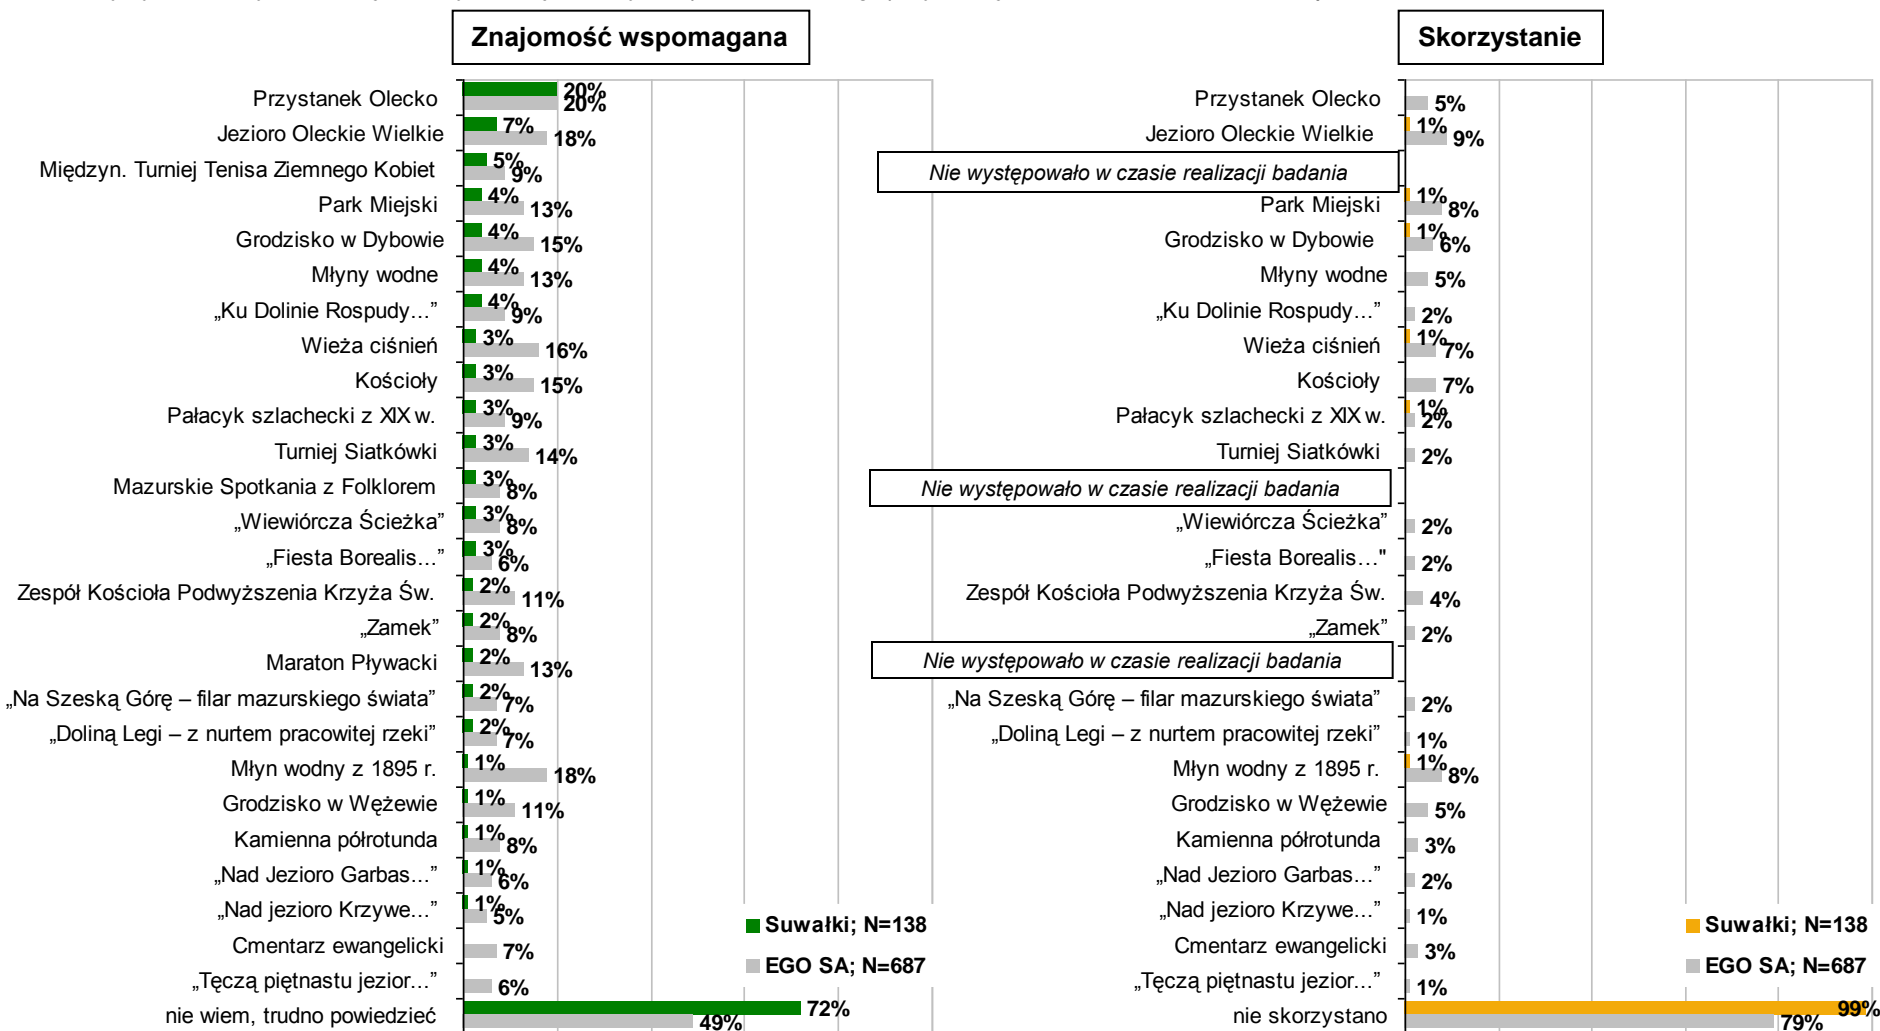 Znajomość wspomagana
Przystanek Olecko 20% 20%
Jezioro Oleckie Wielkie 7% 18%
Międzyn. Turniej Tenisa Ziemnego Kobiet 5% 9%
Park Miejski 4% 13%
Grodzisko w Dybowie 4% 15%
Młyny wodne 4% 13%
„Ku Dolinie Rospudy...” 4% 9%
Wieża ciśnień 3% 16%
Kościoły 3% 15%
Pałacyk szlachecki z XIX w. 3% 9%
Turniej Siatkówki 3% 14%
Mazurskie Spotkania z Folklorem 3% 8%
„Wiewiórcza Ścieżka” 3% 8%
„Fiesta Borealis...” 3% 6%
Zespół Kościoła Podwyższenia Krzyża Św. 2% 11%
„Zamek” 2% 8%
Maraton Pływacki 2% 13%
„Na Szeską Górę – filar mazurskiego świata” 2% 7%
„Doliną Legi – z nurtem pracowitej rzeki” 2% 7%
Młyn wodny z 1895 r. 1% 18%
Grodzisko w Wężewie 1% 11%
Kamienna półrotunda 1% 8%
„Nad Jezioro Garbas...” 1% 6%
„Nad jezioro Krzywe...” 1% 5%
Cmentarz ewangelicki 7%
„Tęczą piętnastu jezior...” 6%
nie wiem, trudno powiedzieć 72% 49%
Suwałki; N=138
EGO SA; N=687
Skorzystanie
Przystanek Olecko 5%
Jezioro Oleckie Wielkie 1% 9%
Nie występowało w czasie realizacji badania
Park Miejski 1% 8%
Grodzisko w Dybowie 1% 6%
Młyny wodne 5%
„Ku Dolinie Rospudy...” 2%
Wieża ciśnień 1% 7%
Kościoły 7%
Pałacyk szlachecki z XIX w. 1% 2%
Turniej Siatkówki 2%
Nie występowało w czasie realizacji badania
„Wiewiórcza Ścieżka” 2%
„Fiesta Borealis..." 2%
Zespół Kościoła Podwyższenia Krzyża Św. 4%
„Zamek” 2%
Nie występowało w czasie realizacji badania
„Na Szeską Górę – filar mazurskiego świata” 2%
„Doliną Legi – z nurtem pracowitej rzeki” 1%
Młyn wodny z 1895 r. 1% 8%
Grodzisko w Wężewie 5%
Kamienna półrotunda 3%
„Nad Jezioro Garbas...” 2%
„Nad jezioro Krzywe...” 1%
Cmentarz ewangelicki 3%
„Tęczą piętnastu jezior...” 1%
nie skorzystano 99% 79%
Suwałki; N=138
EGO SA; N=687